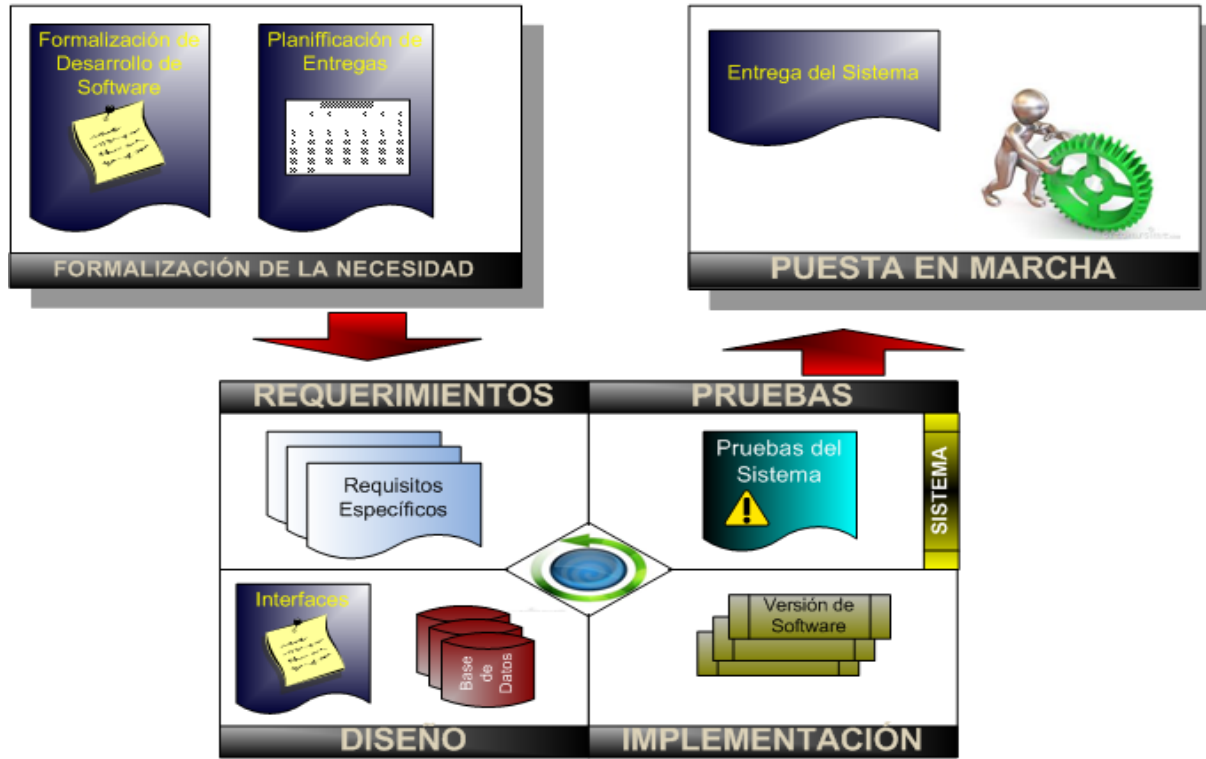 Formalización de
Desarrollo de
Software
Planifficación de
Entregas
FORMALIZACIÓN DE LA NECESIDAD
Entrega del Sistema
PUESTA EN MARCHA
REQUERIMIENTOS
PRUEBAS
Requisitos
Específicos
Pruebas del
Sistema
SISTEMA
Interfaces
Base
de
Datos
Versión de
Software
DISEÑO
IMPLEMENTACIÓN